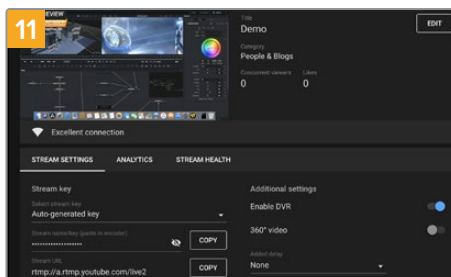 11
PREVIEW
Title
Demo
EDIT
Category
People & Blogs
Concurrent viewers
Likes
0
0
Excellent connection
STREAM SETTINGS
ANALYTICS
STREAM HEALTH
Stream key
Additional settings
Select stream key
Auto-generated key
Enable DVR
Stream name/key (paste in encoder)
COPY
360° video
Stream URL
rtmp://a.rtmp.youtube.com/live2
COPY
Added delay
None